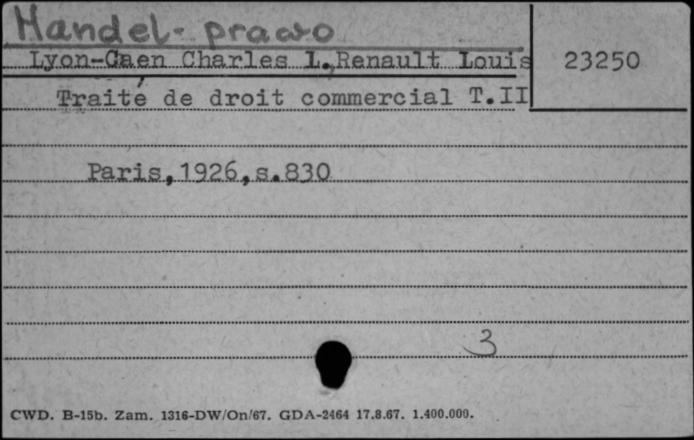 Handel- prawo
Lyon-Caen Charles L.,Renault Louis
23250
Traité de droit commercial T.II
Paris,1926,s.830
3
CWD. B-15b. Zam. 1316-DW/On/67. GDA-2464 17.8.67. 1.400.000.